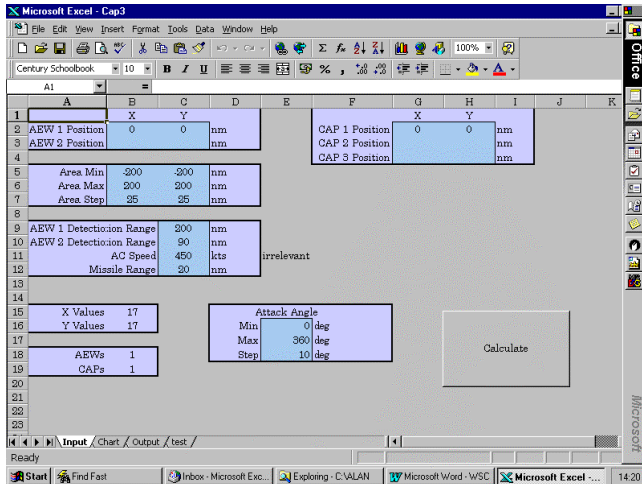 Microsoft Excel - Cap3
File Edit View Insert Format Tools Data Window Help
100%
Century Schoolbook 10 B I U
A1 =
A B C D E F G H I J K
1 X Y X Y
2 AEW 1 Position 0 0 nm CAP 1 Position 0 0 nm
3 AEW 2 Position nm CAP 2 Position nm
4 CAP 3 Position nm
5 Area Min -200 -200 nm
6 Area Max 200 200 nm
7 Area Step 25 25 nm
8
9 AEW 1 Detection Range 200 nm
10 AEW 2 Detection Range 90 nm
11 AC Speed 450 kts irrelevant
12 Missile Range 20 nm
13
14
15 X Values 17 Attack Angle
16 Y Values 17 Min 0 deg
17 Max 360 deg
18 AEWs 1 Step 10 deg Calculate
19 CAPs 1
20
21
22
23
Input Chart Output test
Ready
Office
Microsoft
Start Find Fast Inbox - Microsoft Exc... Exploring - C:\ALAN Microsoft Word - WSC Microsoft Excel -... 14:20